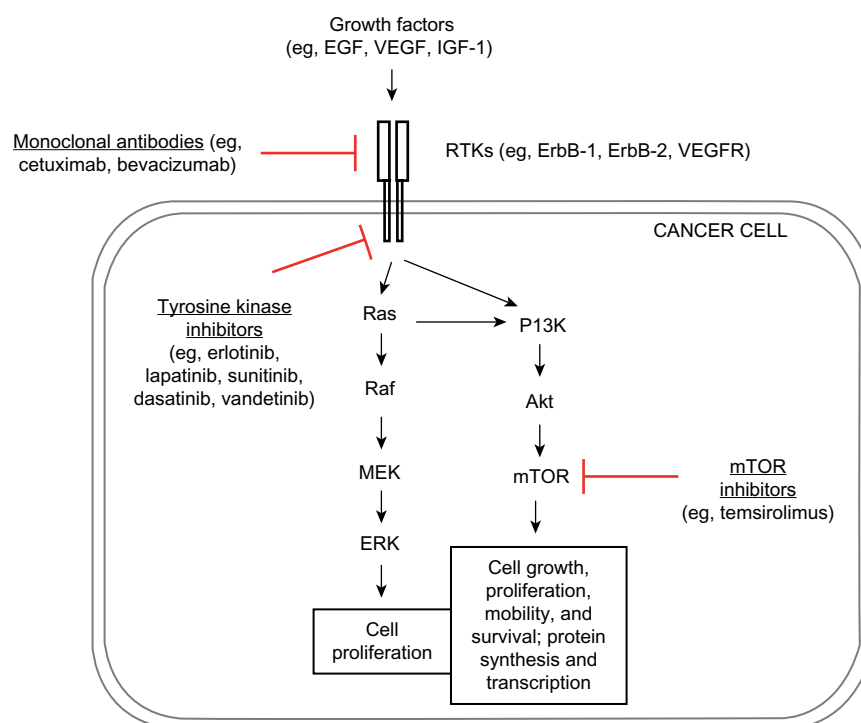 Growth factors
(eg, EGF, VEGF, IGF-1)
Monoclonal antibodies (eg,
cetuximab, bevacizumab)
RTKs (eg, ErbB-1, ErbB-2, VEGFR)
CANCER CELL
Tyrosine kinase
inhibitors
(eg, erlotinib,
lapatinib, sunitinib,
dasatinib, vandetinib)
Ras
P13K
Raf
Akt
MEK
mTOR
mTOR
inhibitors
(eg, temsirolimus)
ERK
Cell
proliferation
Cell growth,
proliferation,
mobility, and
survival; protein
synthesis and
transcription